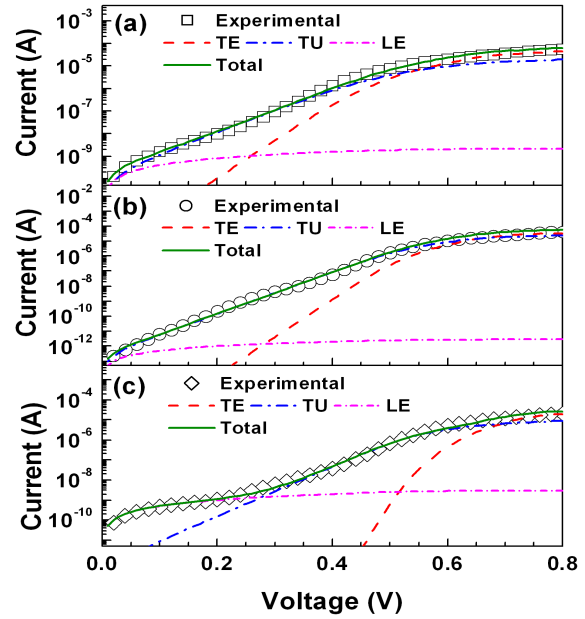 (a) Experimental
TE TU LE
Total
Current (A)
10⁻³
10⁻⁵
10⁻⁷
10⁻⁹
(b) Experimental
TE TU LE
Total
Current (A)
10⁻²
10⁻⁴
10⁻⁶
10⁻⁸
10⁻¹⁰
10⁻¹²
(c) Experimental
TE TU LE
Total
Current (A)
10⁻⁴
10⁻⁶
10⁻⁸
10⁻¹⁰
0.0 0.2 0.4 0.6 0.8
Voltage (V)